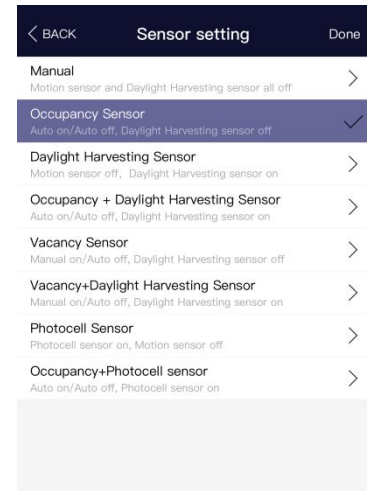 BACK Sensor setting Done
Manual
Motion sensor and Daylight Harvesting sensor all off
Occupancy Sensor
Auto on/Auto off, Daylight Harvesting sensor off
Daylight Harvesting Sensor
Motion sensor off, Daylight Harvesting sensor on
Occupancy + Daylight Harvesting Sensor
Auto on/Auto off, Daylight Harvesting sensor on
Vacancy Sensor
Manual on/Auto off, Daylight Harvesting sensor off
Vacancy+Daylight Harvesting Sensor
Manual on/Auto off, Daylight Harvesting sensor on
Photocell Sensor
Photocell sensor on, Motion sensor off
Occupancy+Photocell sensor
Auto on/Auto off, Photocell sensor on